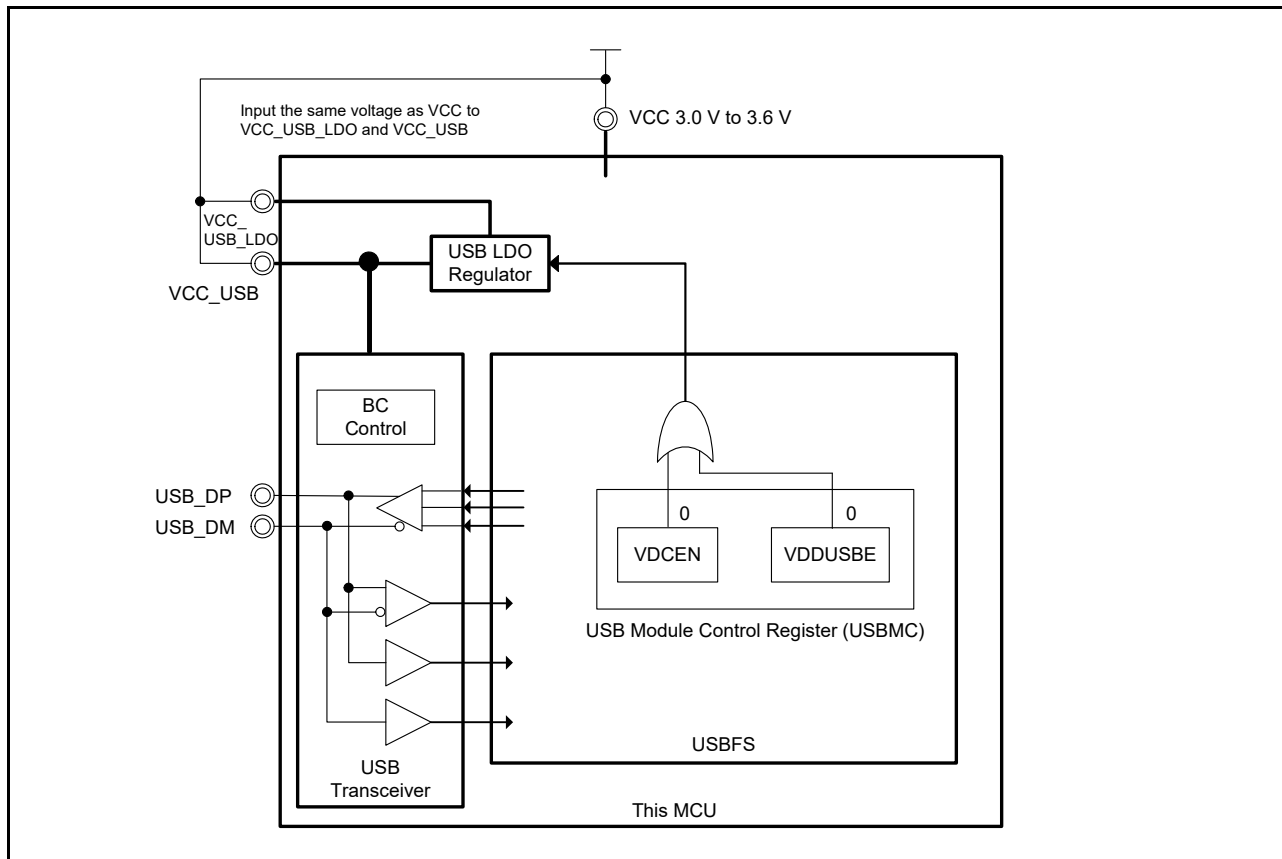 Input the same voltage as VCC to
VCC_USB_LDO and VCC_USB
VCC 3.0 V to 3.6 V
VCC_
USB_LDO
USB LDO
Regulator
VCC_USB
BC
Control
USB_DP
USB_DM
0
0
VDCEN
VDDUSBE
USB Module Control Register (USBMC)
USBFS
USB
Transceiver
This MCU